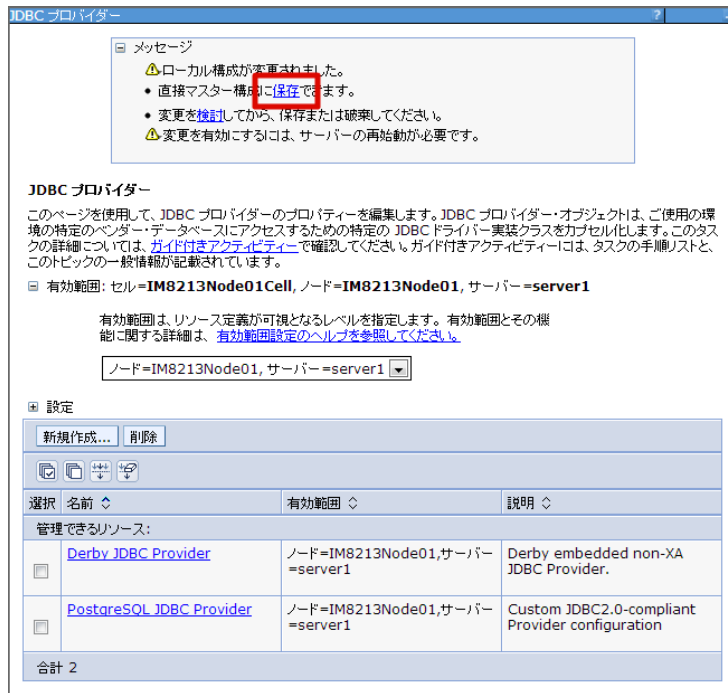 JDBC プロバイダー ?
メッセージ
ローカル構成が変更されました。
直接マスター構成に保存できます。
変更を検討してから、保存または破棄してください。
変更を有効にするには、サーバーの再始動が必要です。
JDBC プロバイダー
このページを使用して、JDBC プロバイダーのプロパティーを編集します。JDBC プロバイダー・オブジェクトは、ご使用の環
境の特定のベンダー・データベースにアクセスするための特定の JDBC ドライバー実装クラスをカプセル化します。このタス
クの詳細については、ガイド付きアクティビティーで確認してください。ガイド付きアクティビティーには、タスクの手順リストと、
このトピックの一般情報が記載されています。
有効範囲: セル=IM8213Node01Cell, ノード=IM8213Node01, サーバー=server1
有効範囲は、リソース定義が可視となるレベルを指定します。有効範囲とその機
能に関する詳細は、有効範囲設定のヘルプを参照してください。
ノード=IM8213Node01, サーバー=server1
設定
新規作成... 削除
選択 名前 有効範囲 説明
管理できるリソース:
Derby JDBC Provider ノード=IM8213Node01,サーバー Derby embedded non-XA
=server1 JDBC Provider.
PostgreSQL JDBC Provider ノード=IM8213Node01,サーバー Custom JDBC2.0-compliant
=server1 Provider configuration
合計 2